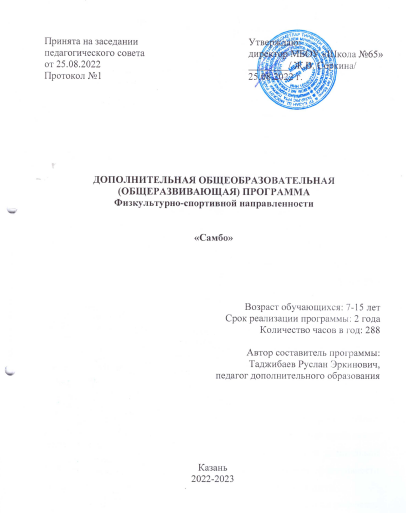 Принята на заседании
педагогического совета
от 25.08.2022
Протокол №1
Утверждаю
директор МБОУ «Школа №65»
25.08.2022 г.
ДОПОЛНИТЕЛЬНАЯ ОБЩЕОБРАЗОВАТЕЛЬНАЯ
(ОБЩЕРАЗВИВАЮЩАЯ) ПРОГРАММА
Физкультурно-спортивной направленности
«Самбо»
Возраст обучающихся: 7-15 лет
Срок реализации программы: 2 года
Количество часов в год: 288
Автор составитель программы:
Таджибаев Руслан Эркинович,
педагог дополнительного образования
Казань
2022-2023